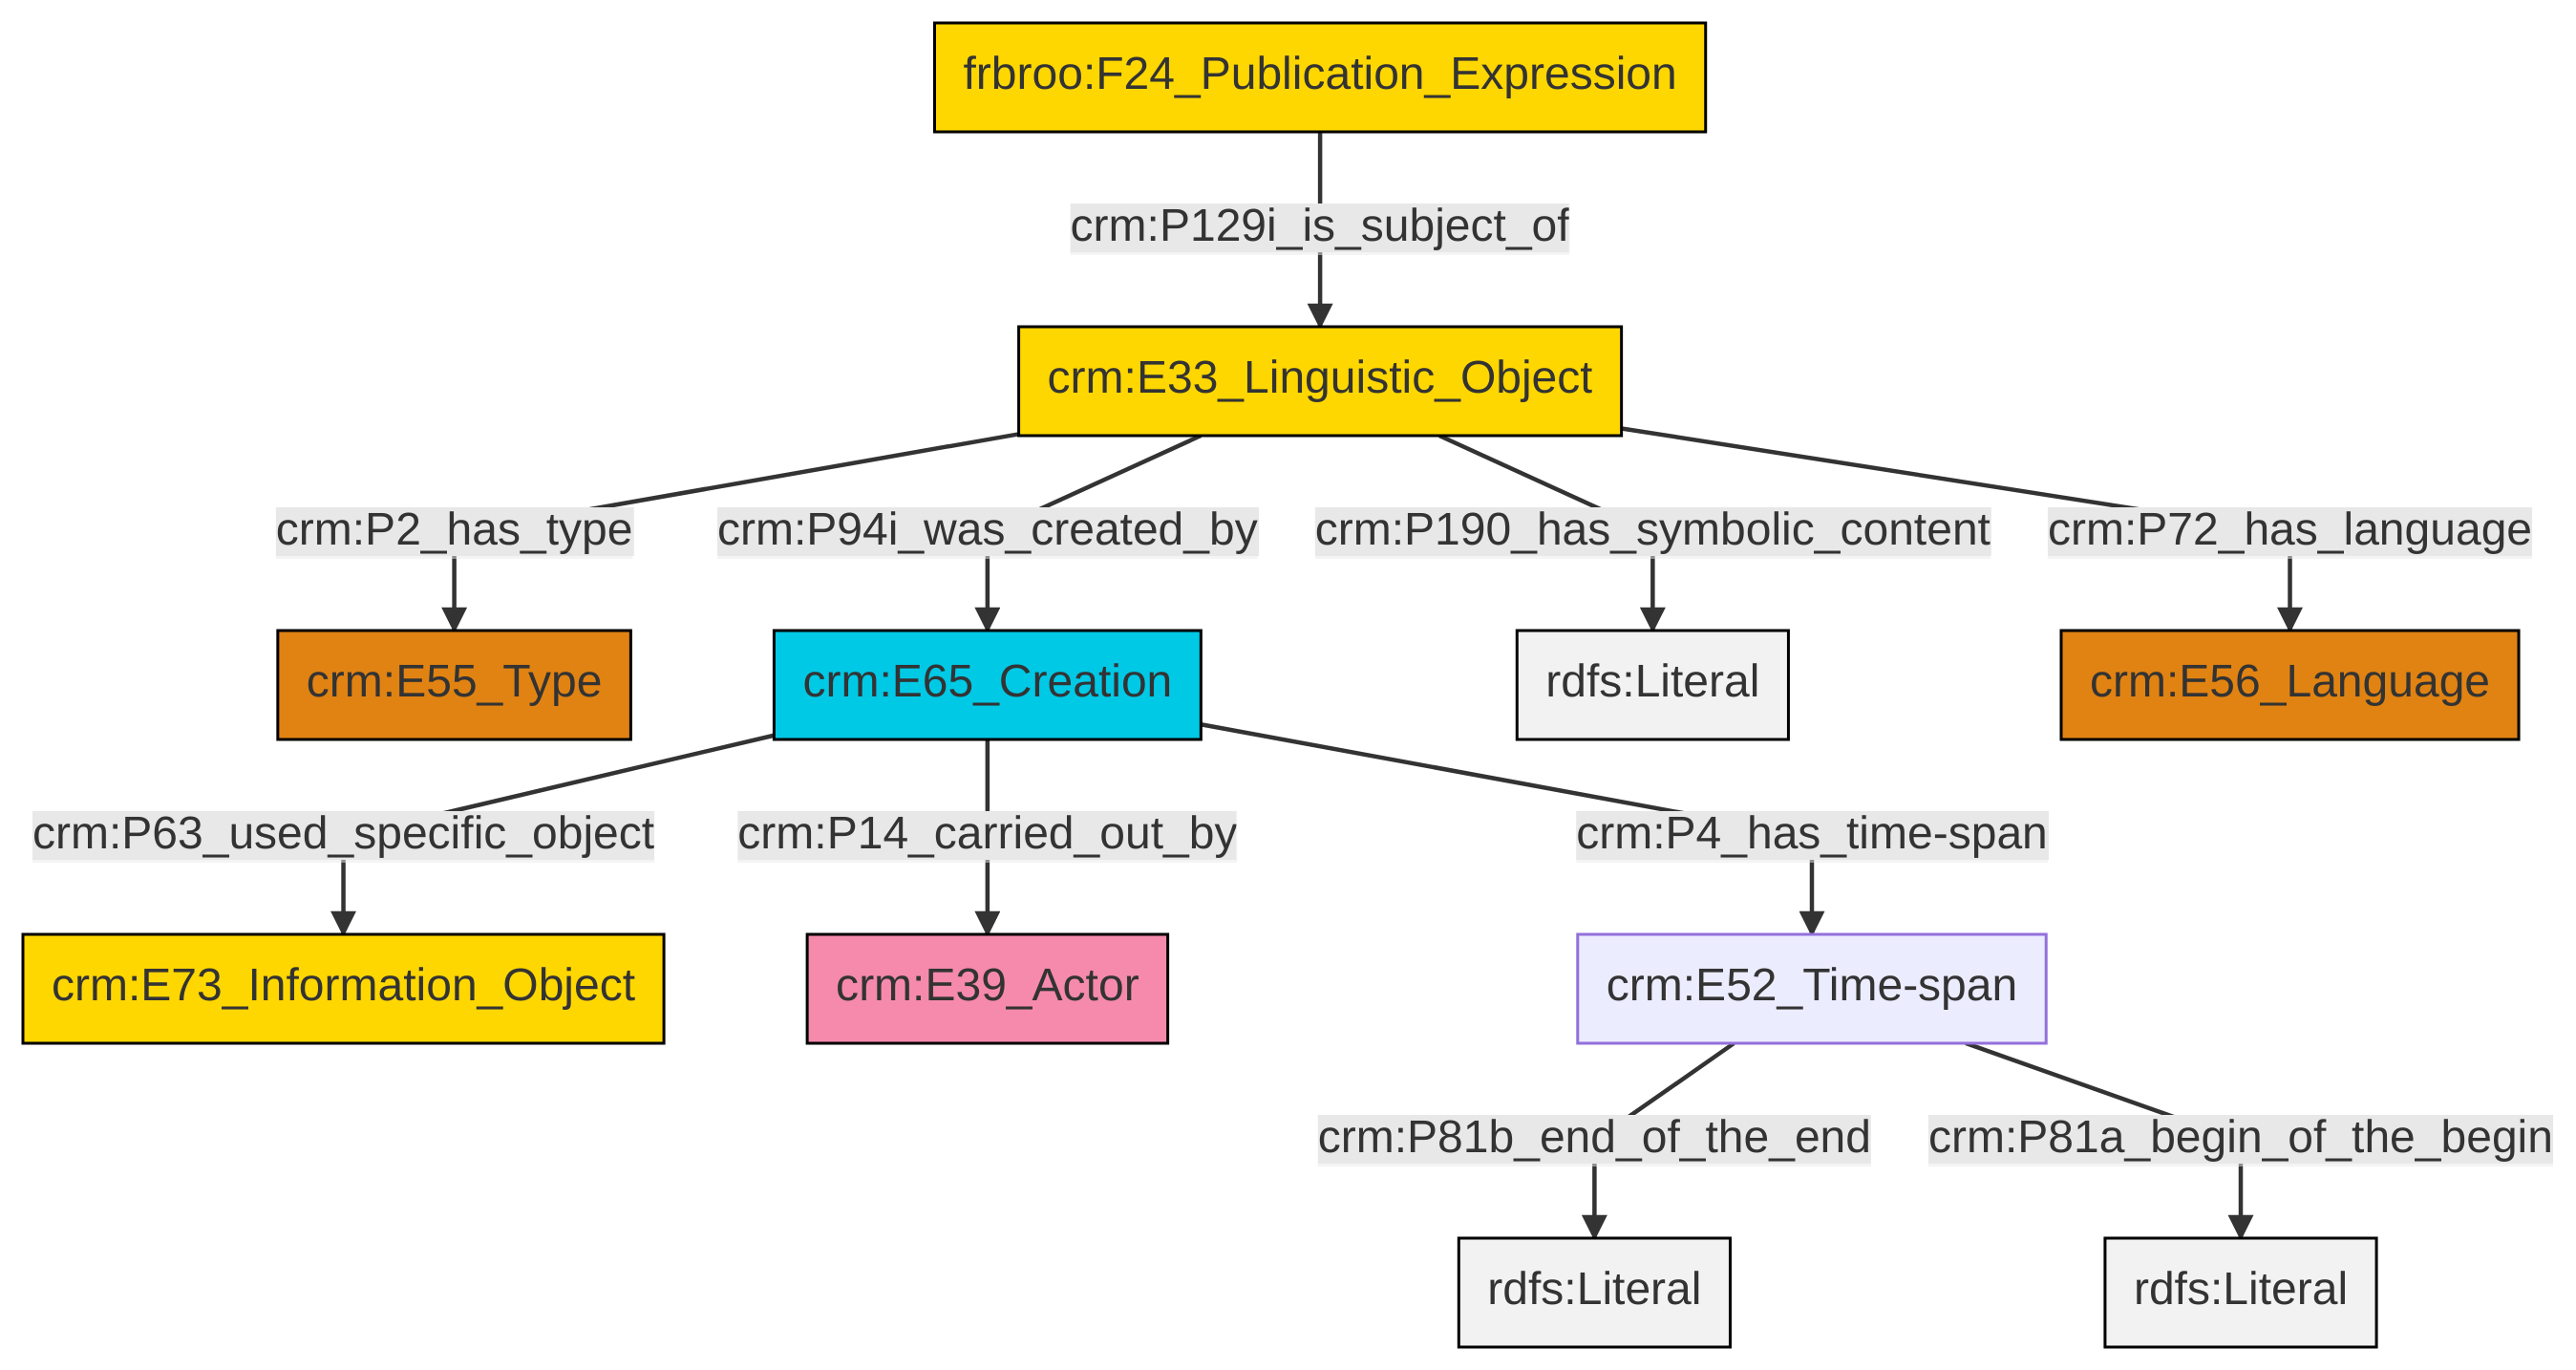 frbroo:F24_Publication_Expression
crm:P129i_is_subject_of
crm:E33_Linguistic_Object
crm:P2_has_type
crm:P94i_was_created_by
crm:P190_has_symbolic_content
crm:P72_has_language
crm:E55_Type
crm:E65_Creation
rdfs:Literal
crm:E56_Language
crm:P63_used_specific_object
crm:P14_carried_out_by
crm:P4_has_time-span
crm:E73_Information_Object
crm:E39_Actor
crm:E52_Time-span
crm:P81b_end_of_the_end
crm:P81a_begin_of_the_begin
rdfs:Literal
rdfs:Literal